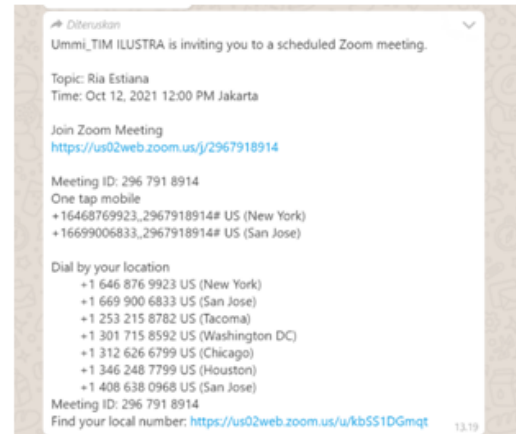 Diteruskan
Ummi_TIM ILUSTRA is inviting you to a scheduled Zoom meeting.
Topic: Ria Estiana
Time: Oct 12, 2021 12:00 PM Jakarta
Join Zoom Meeting
https://us02web.zoom.us/j/2967918914
Meeting ID: 296 791 8914
One tap mobile
+16468769923,,2967918914# US (New York)
+16699006833,,2967918914# US (San Jose)
Dial by your location
+1 646 876 9923 US (New York)
+1 669 900 6833 US (San Jose)
+1 253 215 8782 US (Tacoma)
+1 301 715 8592 US (Washington DC)
+1 312 626 6799 US (Chicago)
+1 346 248 7799 US (Houston)
+1 408 638 0968 US (San Jose)
Meeting ID: 296 791 8914
Find your local number: https://us02web.zoom.us/u/kbSS1DGmqt
13.19